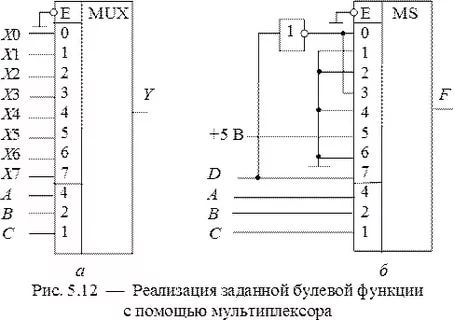 E MUX
X0 0
X1 1
X2 2
X3 3
X4 4
X5 5
X6 6
X7 7
A 4
B 2
C 1
Y
а
1
E MS
0
1
2
3
4
+5 В 5
6
D 7
A 4
B 2
C 1
F
б
Рис. 5.12 — Реализация заданной булевой функции
с помощью мультиплексора